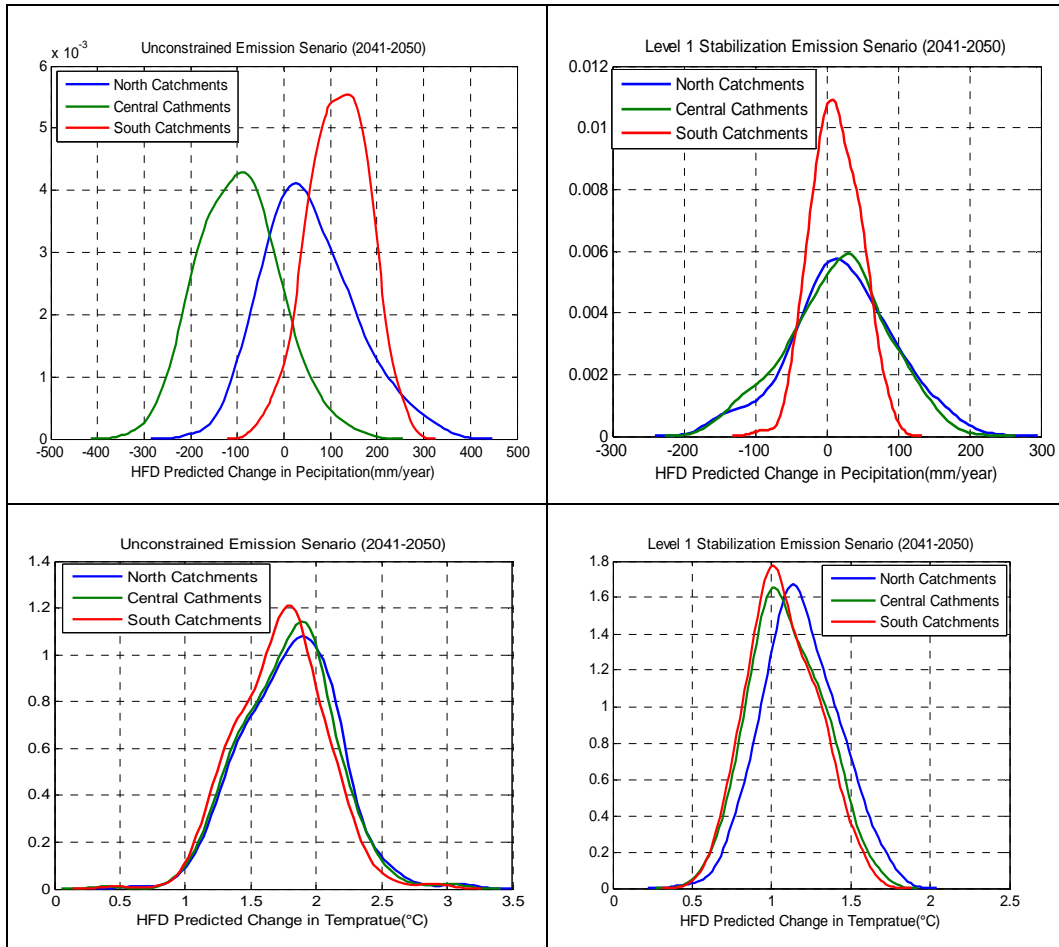 Unconstrained Emission Senario (2041-2050)
x 10^-3
North Catchments
Central Cathments
South Catchments
6
5
4
3
2
1
0
-500 -400 -300 -200 -100 0 100 200 300 400 500
HFD Predicted Change in Pecipitation(mm/year)
Level 1 Stabilization Emission Senario (2041-2050)
North Catchments
Central Cathments
South Catchments
0.012
0.01
0.008
0.006
0.004
0.002
0
-300 -200 -100 0 100 200 300
HFD Predicted Change in Pecipitation(mm/year)
Unconstrained Emission Senario (2041-2050)
North Catchments
Central Cathments
South Catchments
1.4
1.2
1
0.8
0.6
0.4
0.2
0
0 0.5 1 1.5 2 2.5 3 3.5
HFD Predicted Change in Tempratue(°C)
Level 1 Stabilization Emission Senario (2041-2050)
North Catchments
Central Cathments
South Catchments
1.8
1.6
1.4
1.2
1
0.8
0.6
0.4
0.2
0
0 0.5 1 1.5 2 2.5
HFD Predicted Change in Tempratue(°C)